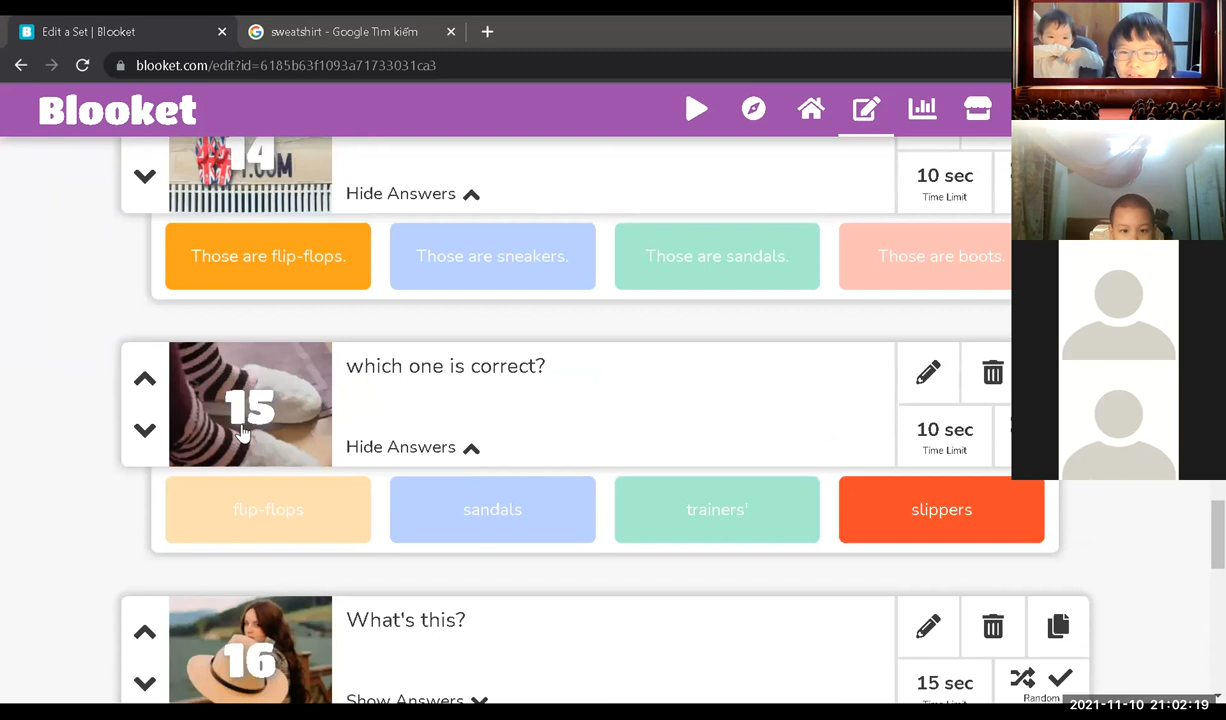 Edit a Set | Blooket
sweatshirt - Google Tìm kiếm
blooket.com/edit?id=6185b63f1093a71733031ca3
Blooket
14
T.COM
Hide Answers
10 sec
Time Limit
Those are flip-flops.
Those are sneakers.
Those are sandals.
Those are boots.
15
which one is correct?
Hide Answers
10 sec
Time Limit
flip-flops
sandals
trainers'
slippers
16
What's this?
Show Answers
15 sec
Time Limit
Random
2021-11-10 21:02:19